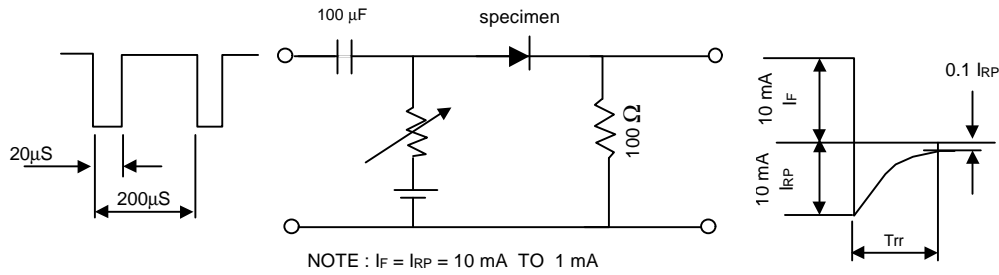 20μS
200μS
100 μF
specimen
100 Ω
NOTE : IF = IRP = 10 mA TO 1 mA
10 mA
IF
10 mA
IRP
0.1 IRP
Trr